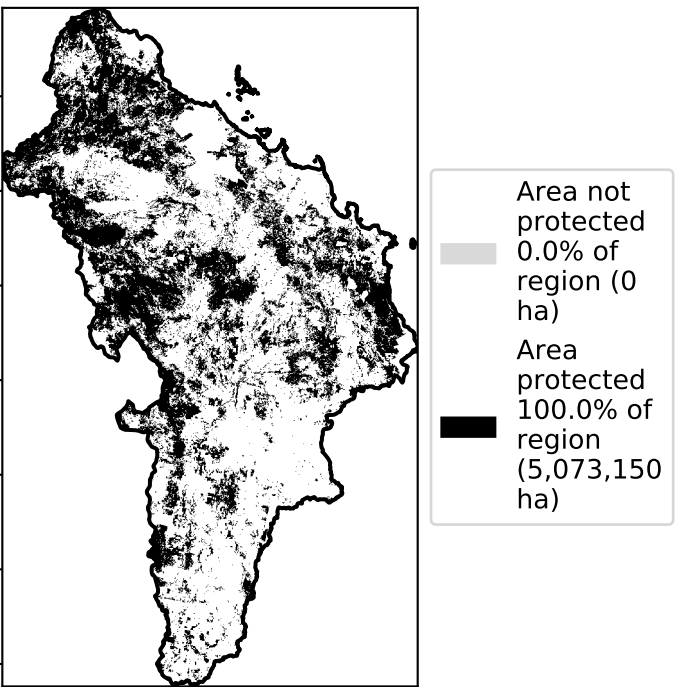 Area not
protected
0.0% of
region (0
ha)
Area
protected
100.0% of
region
(5,073,150
ha)